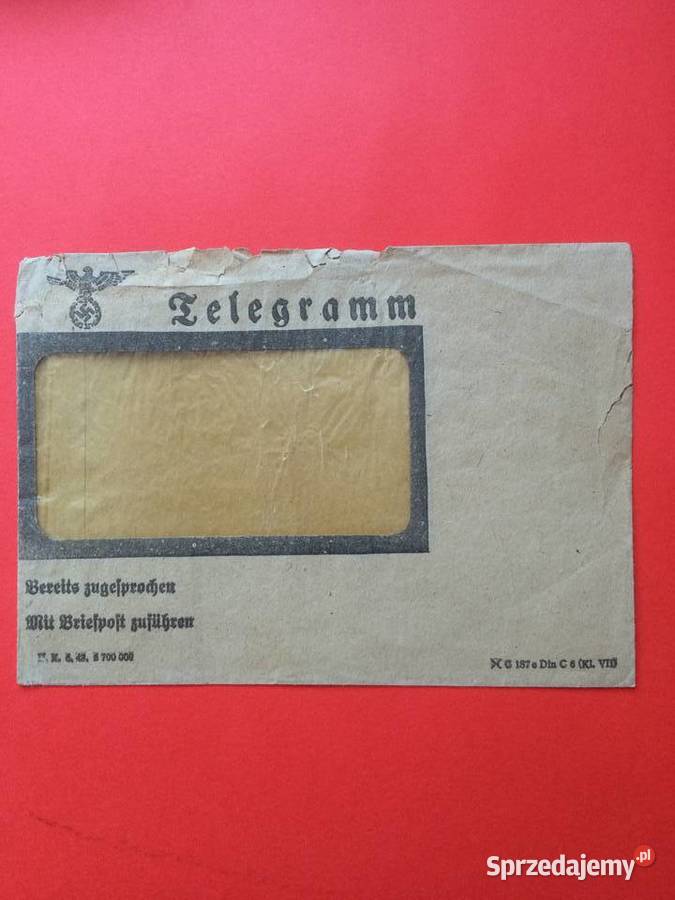 Telegramm
Bereits zugesprochen
Mit Briefpost zuführen
C 187 e Din C 6 (Kl. VII)
Sprzedajemy.pl